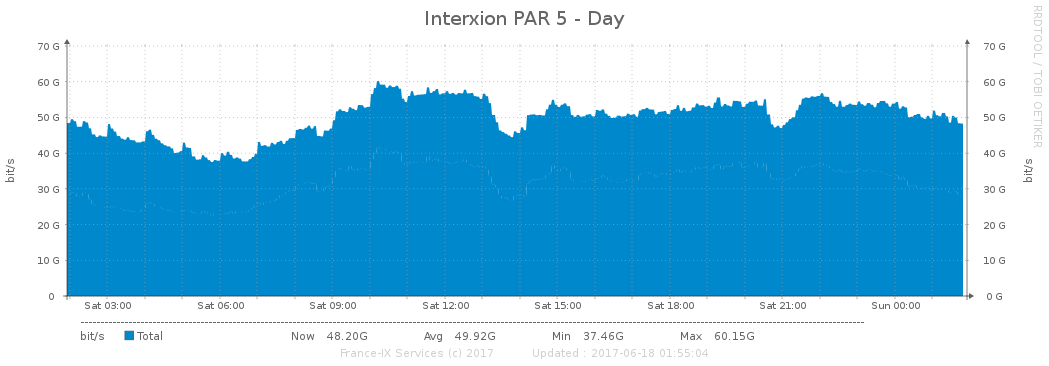 Interxion PAR 5 - Day
RRDTOOL / TOBI OETIKER
70 G 70 G
60 G 60 G
50 G 50 G
40 G 40 G
30 G 30 G
20 G 20 G
10 G 10 G
0 0 G
bit/s bit/s
Sat 03:00 Sat 06:00 Sat 09:00 Sat 12:00 Sat 15:00 Sat 18:00 Sat 21:00 Sun 00:00
bit/s Total Now 48.20G Avg 49.92G Min 37.46G Max 60.15G
France-IX Services (c) 2017 Updated : 2017-06-18 01:55:04